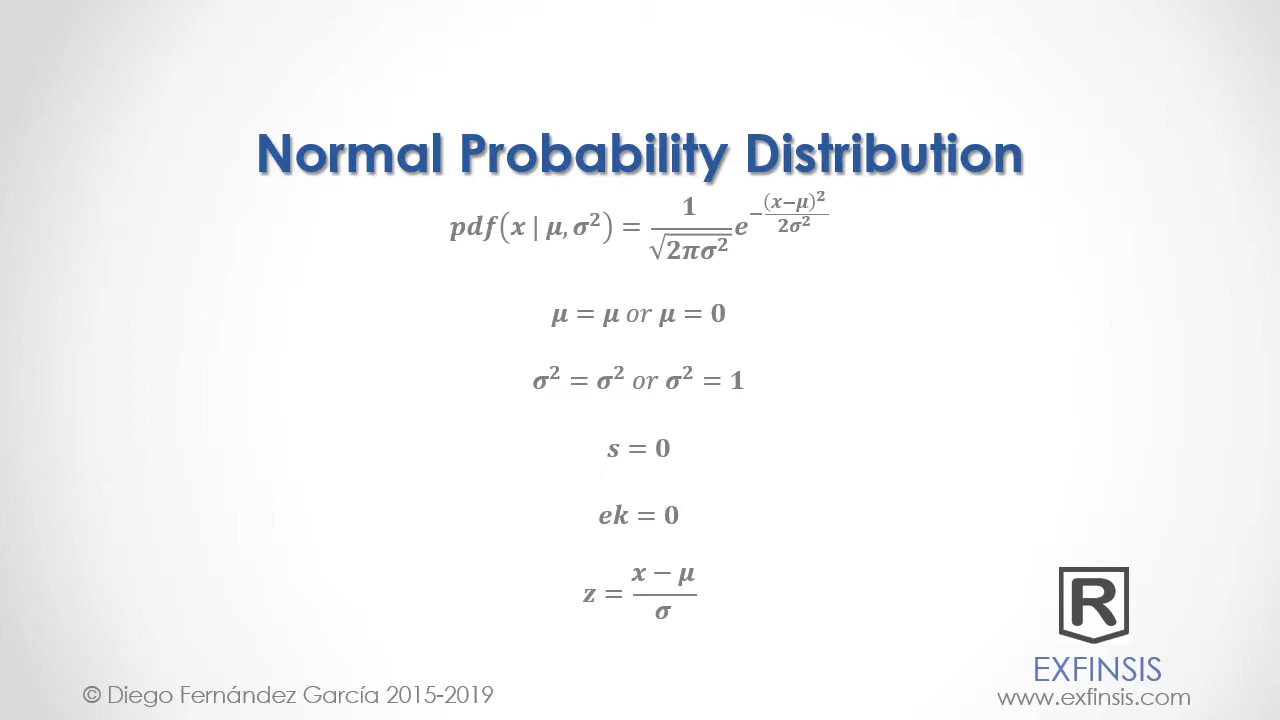 Normal Probability Distribution
pdf(x | μ, σ²) = 1/√(2πσ²) e^(−(x−μ)²/(2σ²))
μ = μ or μ = 0
σ² = σ² or σ² = 1
s = 0
ek = 0
z = (x − μ)/σ
R
EXFINSIS
© Diego Fernández García 2015-2019
www.exfinsis.com